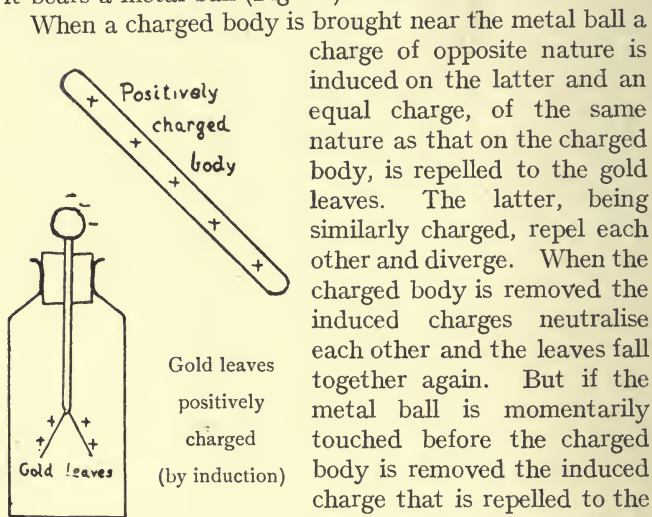 When a charged body is brought near the metal ball a
charge of opposite nature is
induced on the latter and an
equal charge, of the same
nature as that on the charged
body, is repelled to the gold
leaves. The latter, being
similarly charged, repel each
other and diverge. When the
charged body is removed the
induced charges neutralise
each other and the leaves fall
together again. But if the
metal ball is momentarily
touched before the charged
body is removed the induced
charge that is repelled to the
Positively
charged
body
+ + + + +
- - -
+ +
+ +
Gold leaves
Gold leaves
positively
charged
(by induction)